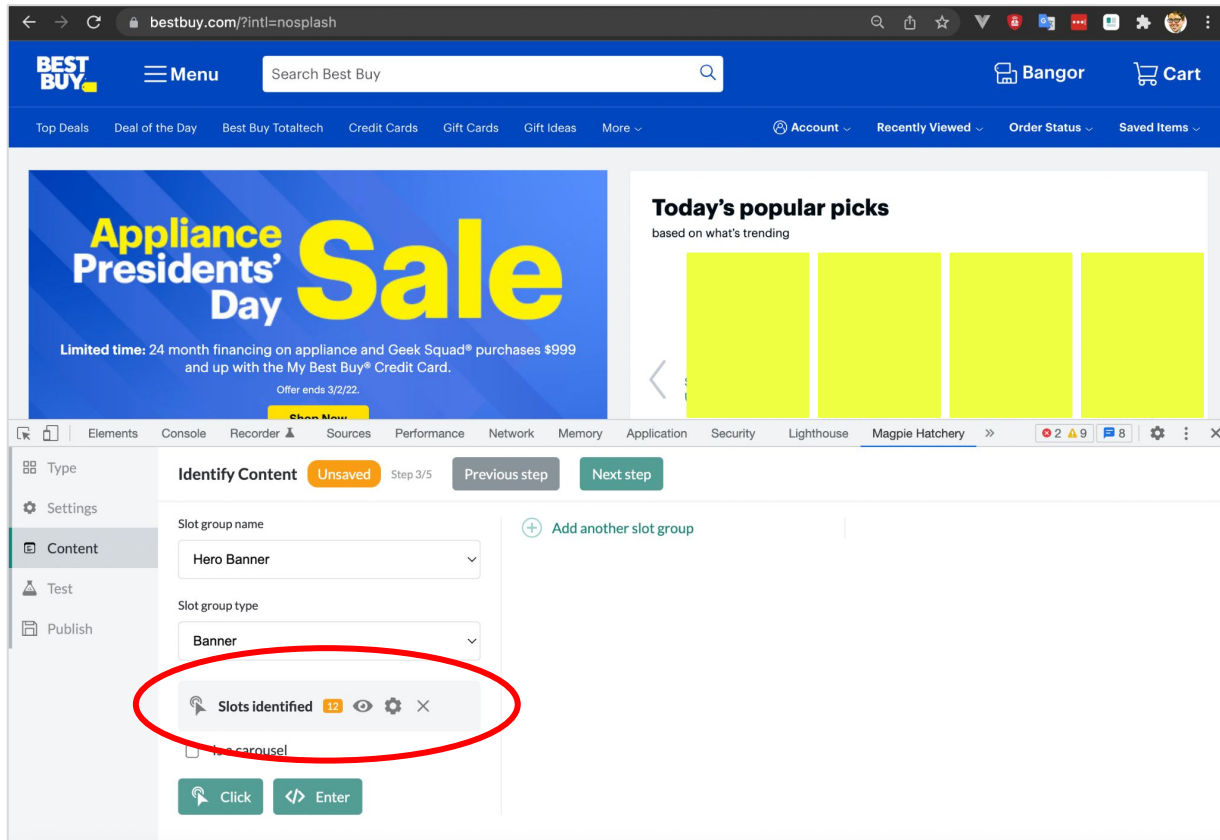 bestbuy.com/?intl=nosplash
BEST BUY
Menu
Search Best Buy
Bangor
Cart
Top Deals Deal of the Day Best Buy Totaltech Credit Cards Gift Cards Gift Ideas More
Account Recently Viewed Order Status Saved Items
Appliance
Presidents’
Day
Sale
Limited time: 24 month financing on appliance and Geek Squad® purchases $999
and up with the My Best Buy® Credit Card.
Offer ends 3/2/22.
Shop Now
Today’s popular picks
based on what’s trending
Elements Console Recorder Sources Performance Network Memory Application Security Lighthouse Magpie Hatchery » 2 9 8
Type
Settings
Content
Test
Publish
Identify Content Unsaved Step 3/5 Previous step Next step
Slot group name
Hero Banner
Slot group type
Banner
Slots identified 12
carousel
Click
</> Enter
Add another slot group